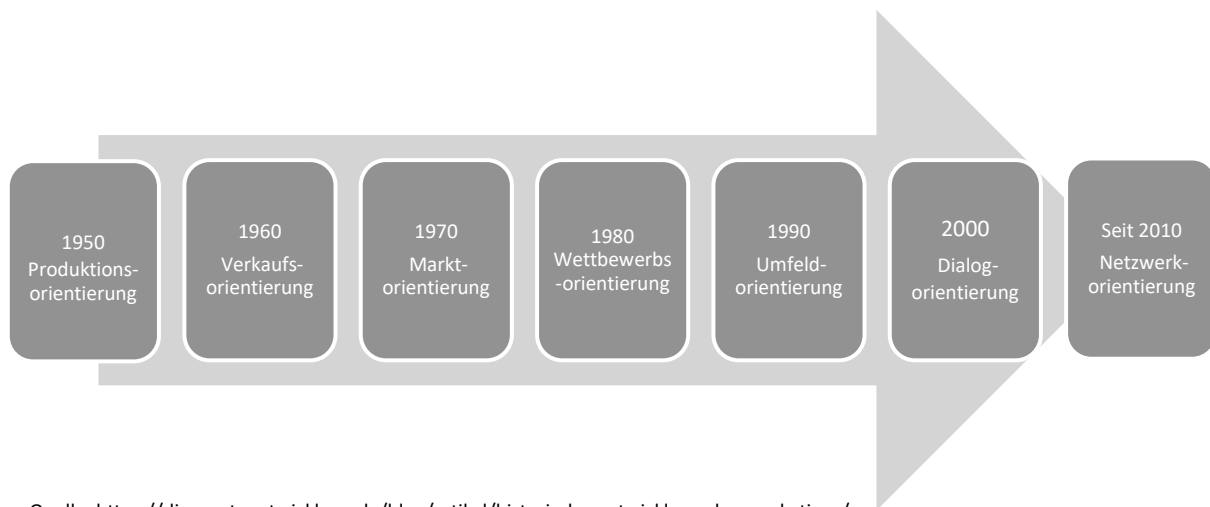 1950
Produktions-
orientierung
1960
Verkaufs-
orientierung
1970
Markt-
orientierung
1980
Wettbewerbs
-orientierung
1990
Umfeld-
orientierung
2000
Dialog-
orientierung
Seit 2010
Netzwerk-
orientierung